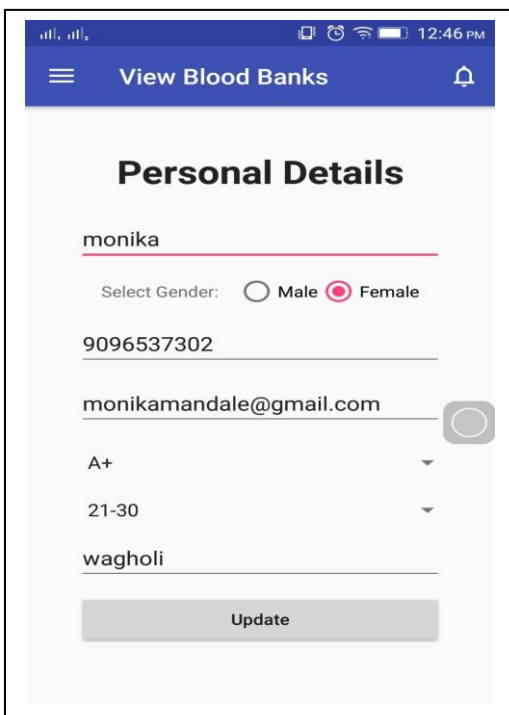 12:46 PM
View Blood Banks
Personal Details
monika
Select Gender: Male Female
9096537302
monikamandale@gmail.com
A+
21-30
wagholi
Update